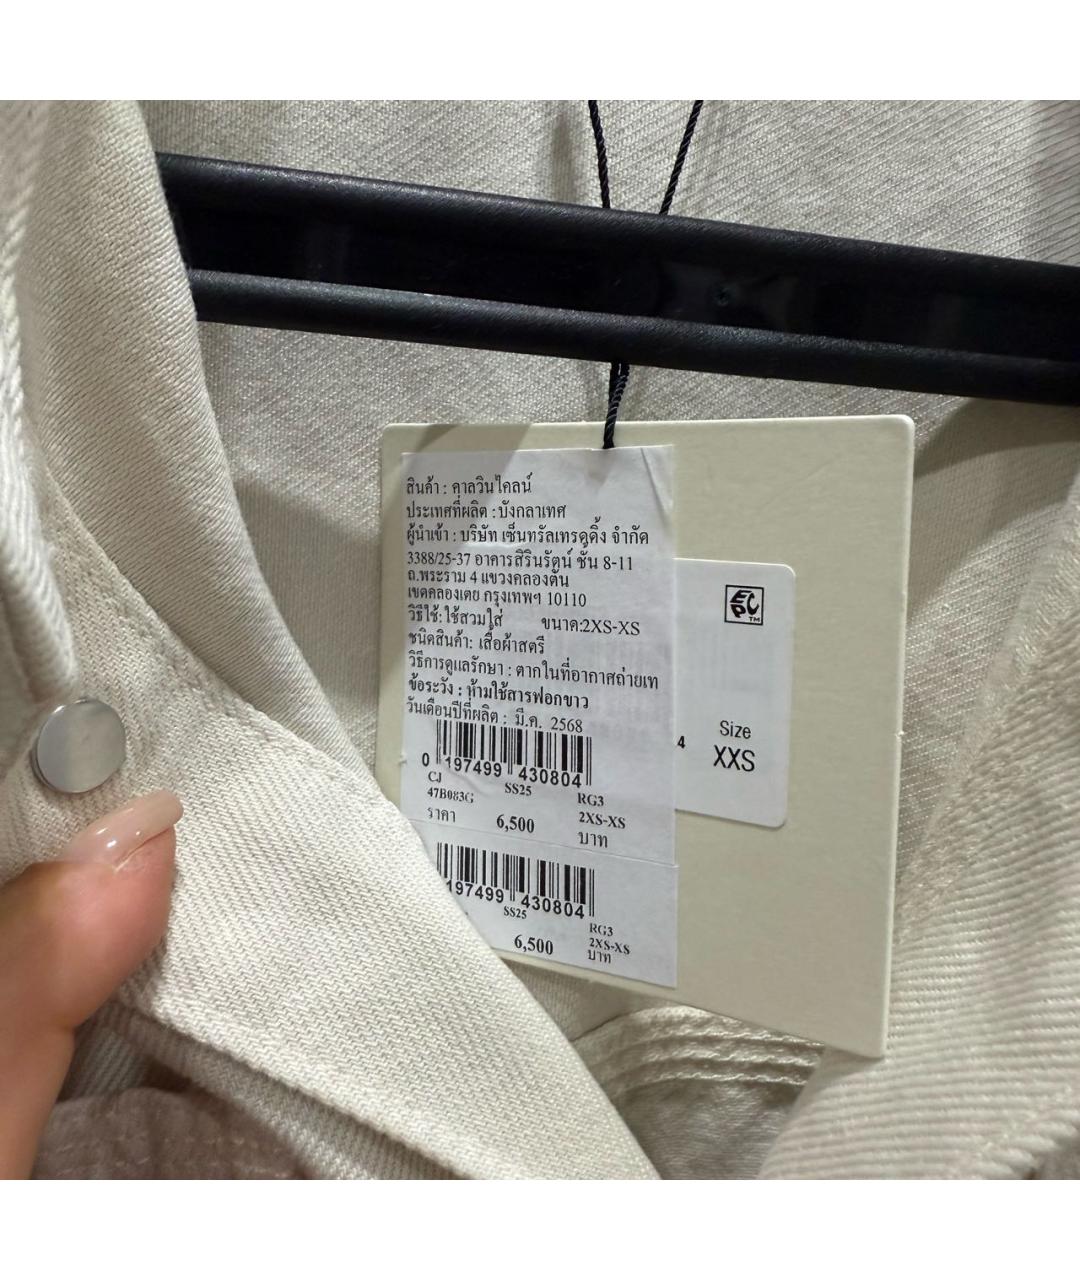 สินค้า : คาลวินไคลน์
ประเทศที่ผลิต : บังกลาเทศ
ผู้นำเข้า : บริษัท เซ็นทรัลเทรดดิ้ง จำกัด
3388/25-37 อาคารสิรินรัตน์ ชั้น 8-11
ถ.พระราม 4 แขวงคลองตัน
เขตคลองเตย กรุงเทพฯ 10110
วิธีใช้: ใช้สวมใส่ ขนาด:2XS-XS
ชนิดสินค้า: เสื้อผ้าสตรี
วิธีการดูแลรักษา : ตากในที่อากาศถ่ายเท
ข้อระวัง : ห้ามใช้สารฟอกขาว
วันเดือนปีที่ผลิต : มี.ค. 2568
0 197499 430804
CJ SS25 RG3
47B083G 2XS-XS
ราคา 6,500 บาท
197499 430804
SS25 RG3
2XS-XS
6,500 บาท
EPC TM
4
Size
XXS